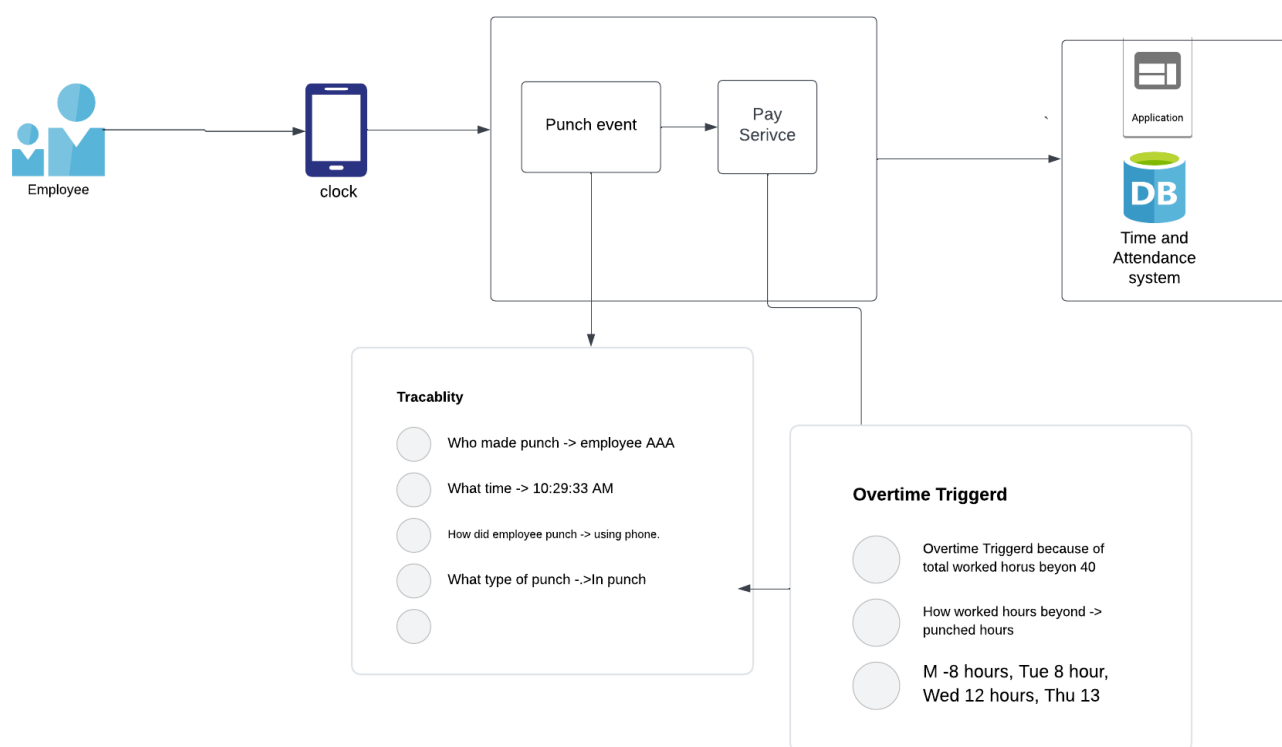 Employee
clock
Punch event
Pay
Serivce
`
Application
DB
Time and
Attendance
system
Tracablity
Who made punch -> employee AAA
What time -> 10:29:33 AM
How did employee punch -> using phone.
What type of punch -.>In punch
Overtime Triggerd
Overtime Triggerd because of
total worked horus beyon 40
How worked hours beyond ->
punched hours
M -8 hours, Tue 8 hour,
Wed 12 hours, Thu 13